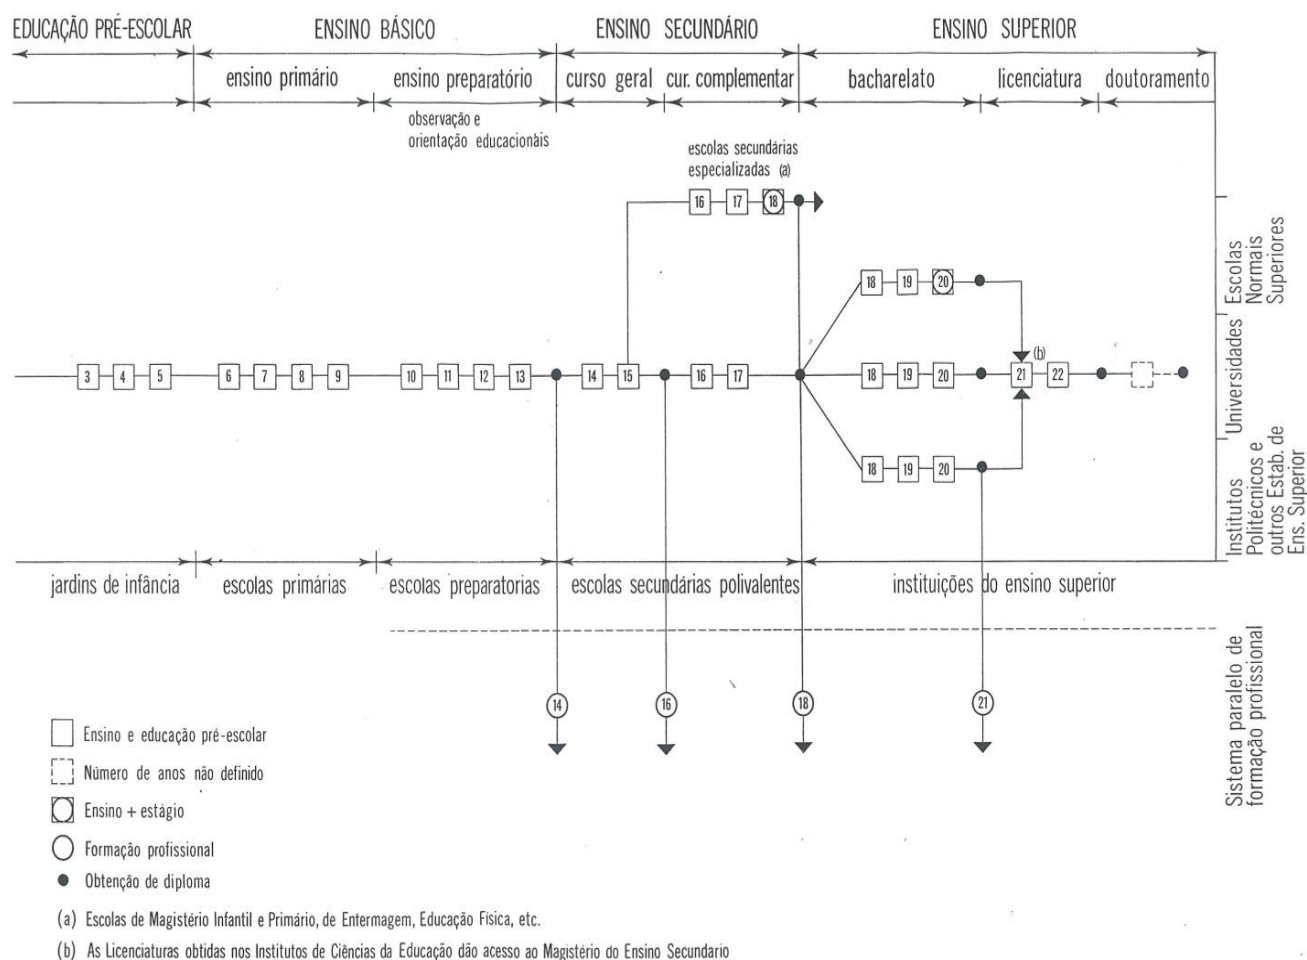 EDUCAÇÃO PRÉ-ESCOLAR ENSINO BÁSICO ENSINO SECUNDÁRIO ENSINO SUPERIOR
ensino primário ensino preparatório curso geral cur. complementar bacharelato licenciatura doutoramento
observação e
orientação educacionais
escolas secundárias
especializadas (a)
16 17 18
18 19 20
(b)
3 4 5 6 7 8 9 10 11 12 13 14 15 16 17 18 19 20 21 22
18 19 20
Escolas
Normais
Superiores
Universidades
Institutos
Politécnicos e
outros Estab. de
Ens. Superior
jardins de infância escolas primárias escolas preparatorias escolas secundárias polivalentes instituições do ensino superior
14 16 18 21
Sistema paralelo de
formação profissional
Ensino e educação pré-escolar
Número de anos não definido
Ensino + estágio
Formação profissional
Obtenção de diploma
(a) Escolas de Magistério Infantil e Primário, de Entermagem, Educação Física, etc.
(b) As Licenciaturas obtidas nos Institutos de Ciências da Educação dão acesso ao Magistério do Ensino Secundario